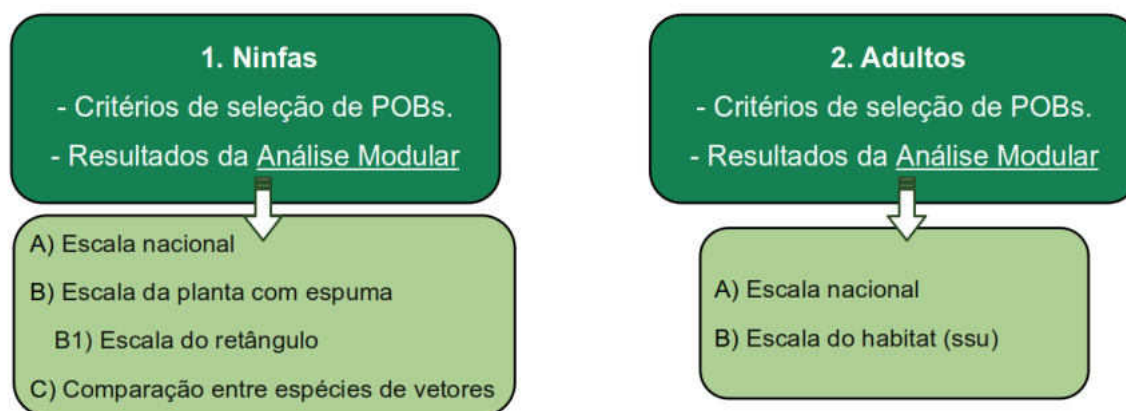 1. Ninfas
- Critérios de seleção de POBs.
- Resultados da Análise Modular
A) Escala nacional
B) Escala da planta com espuma
B1) Escala do retângulo
C) Comparação entre espécies de vetores
2. Adultos
- Critérios de seleção de POBs.
- Resultados da Análise Modular
A) Escala nacional
B) Escala do habitat (ssu)